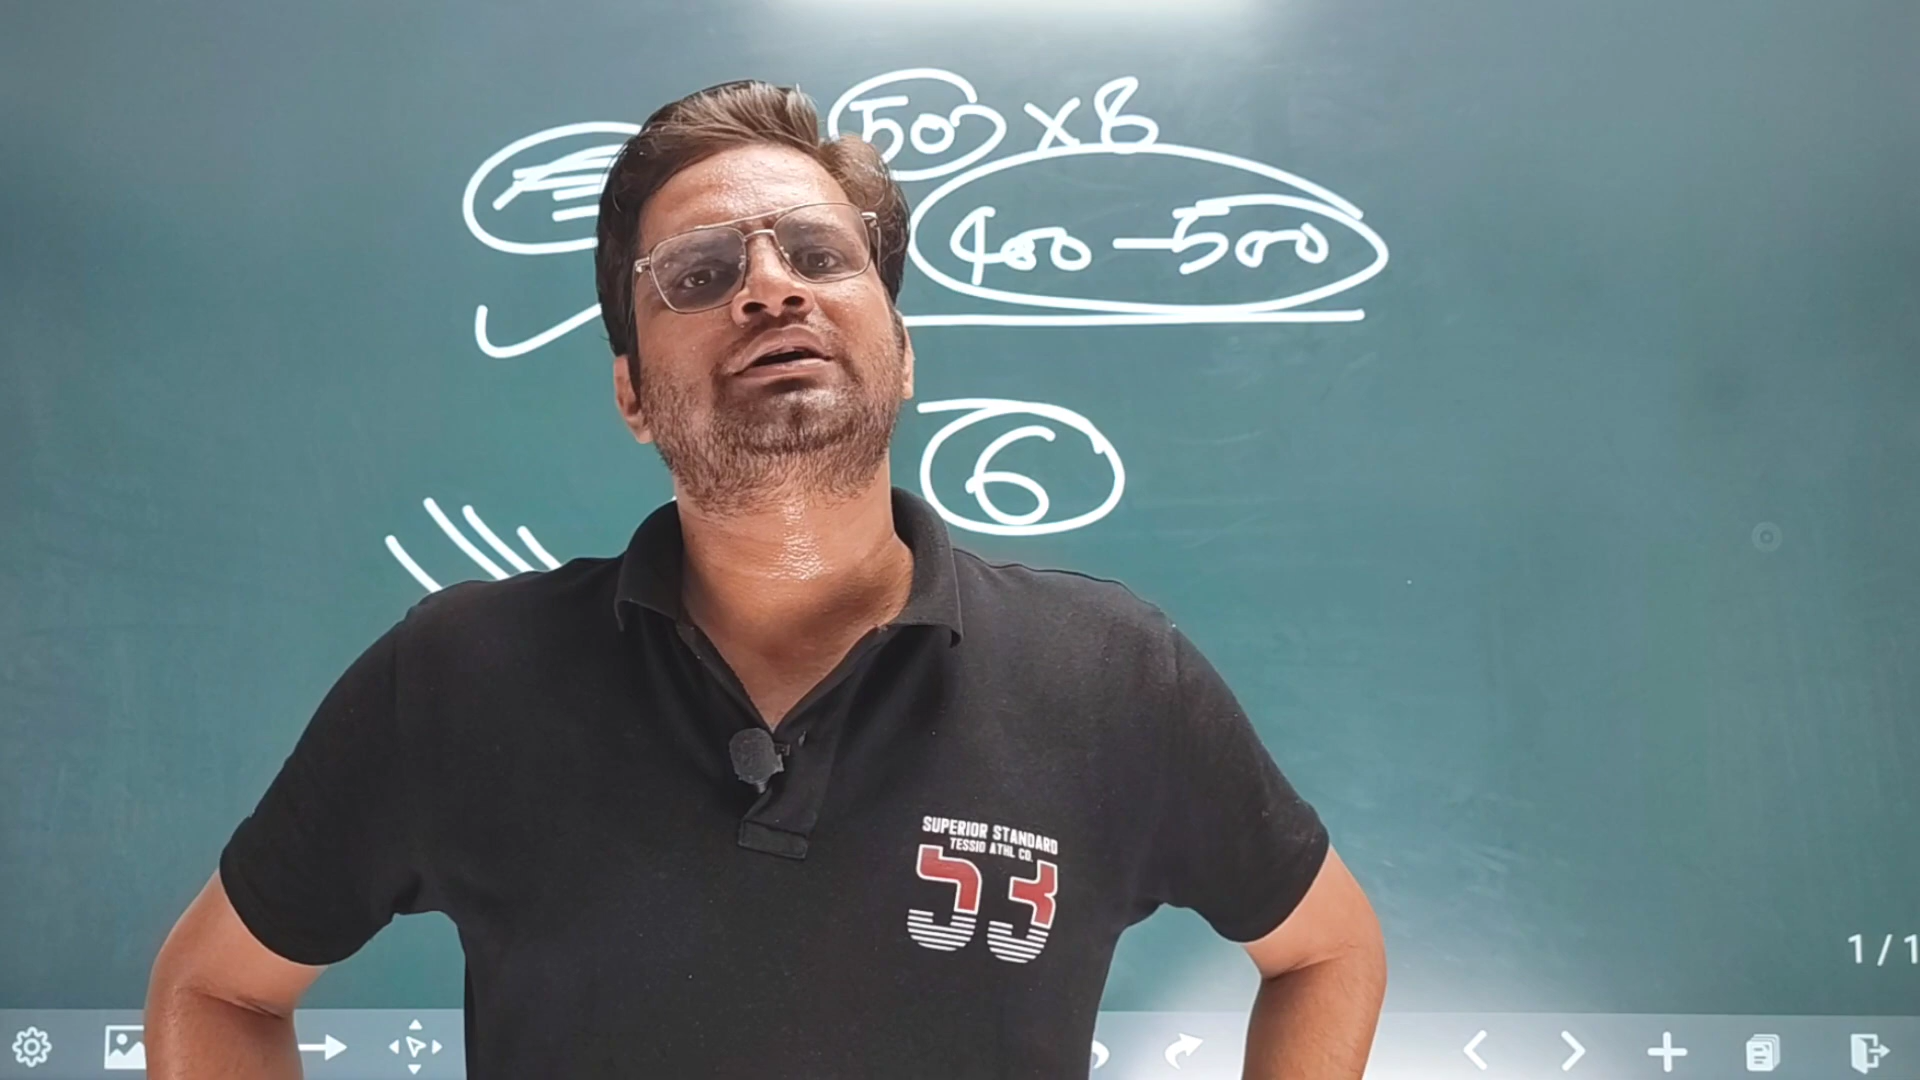 500 × 8
400 - 500
6
SUPERIOR STANDARD
TESSIO ATHL CO.
53
1/1